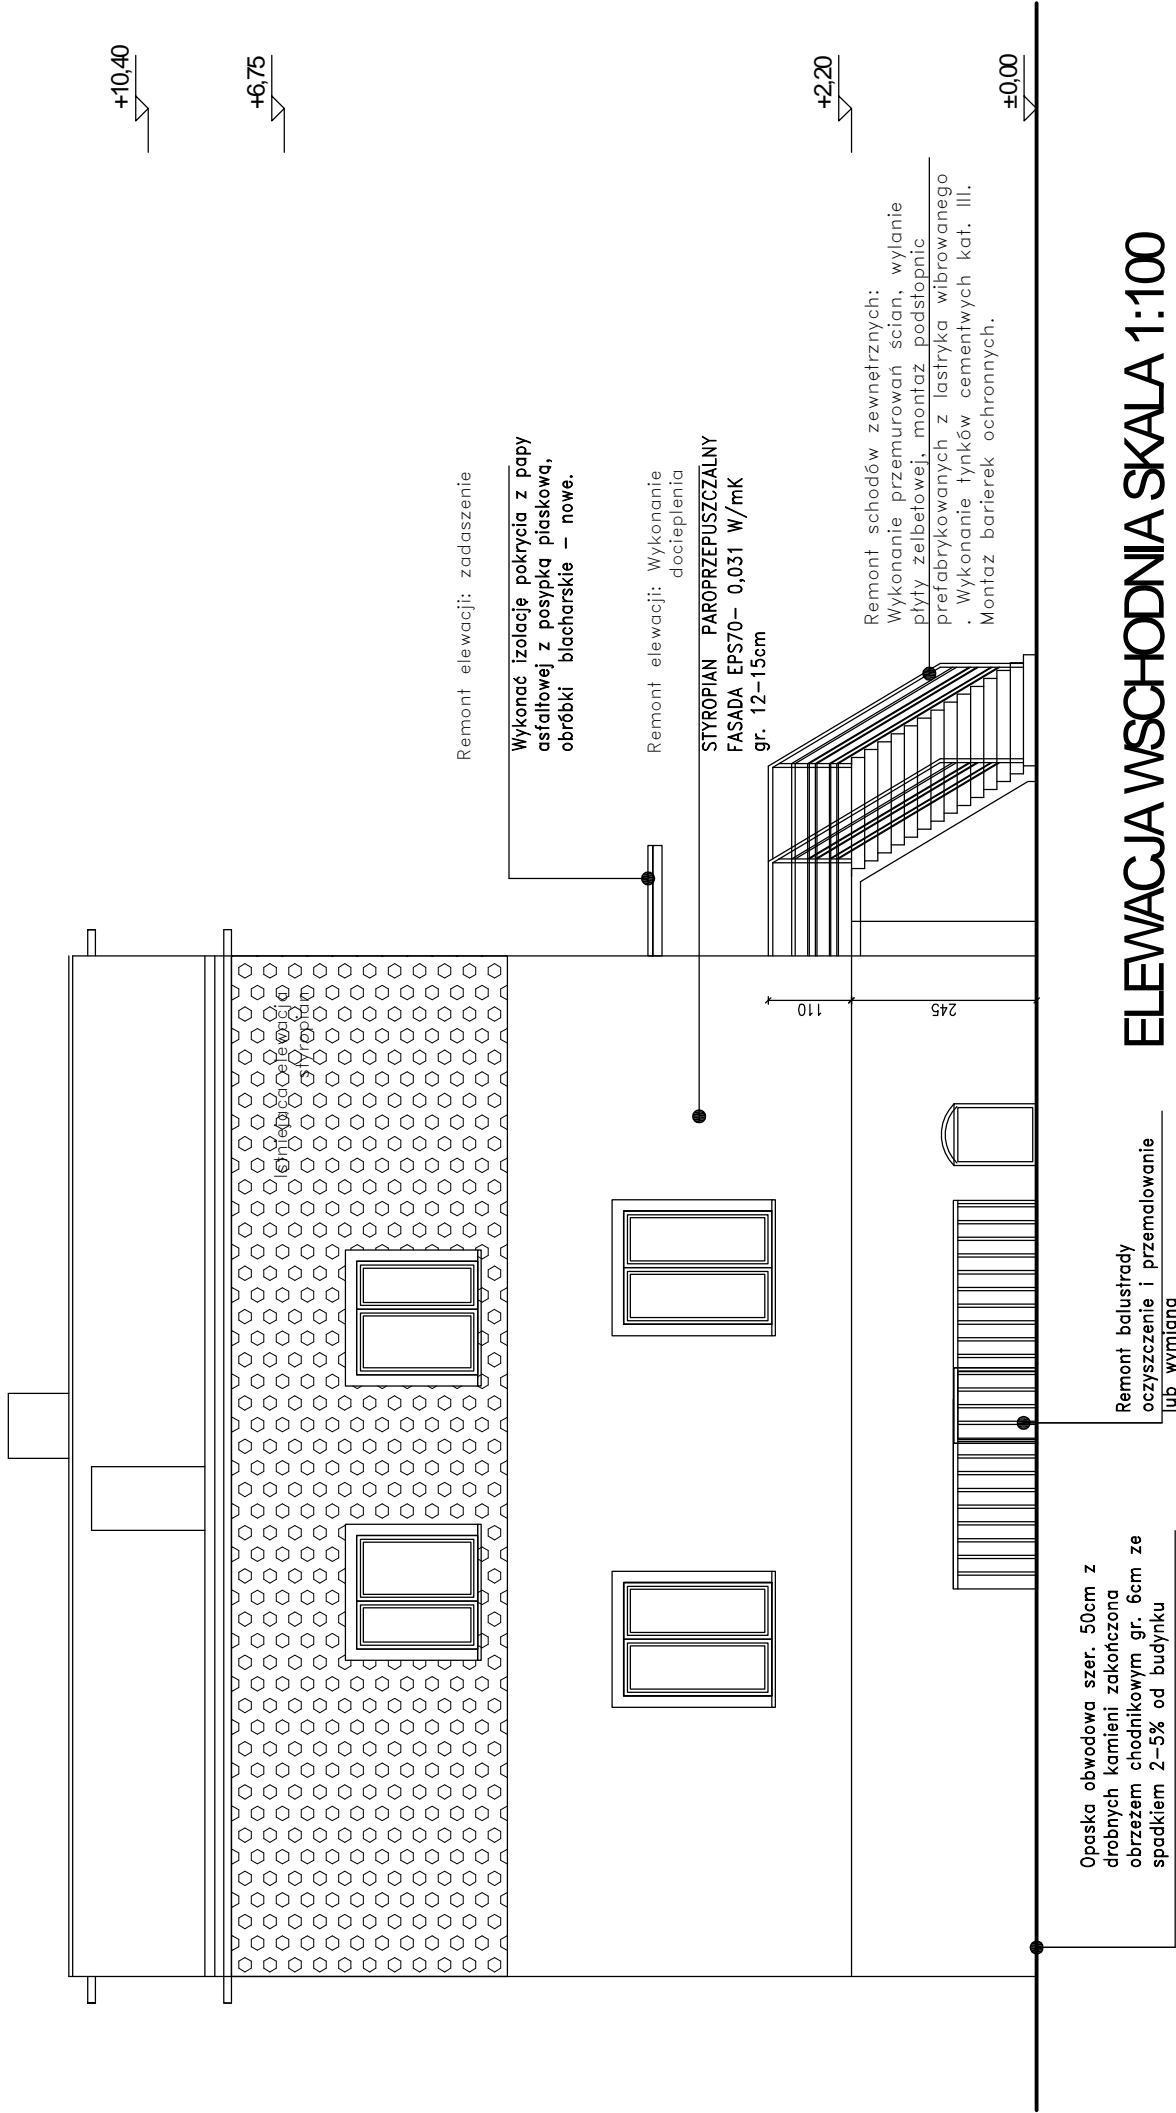 +10,40
+6,75
+2,20
±0,00
Remont elewacji: zadaszenie
Wykonać izolację pokrycia z papy
asfaltowej z posypką piaskową,
obróbki blacharskie – nowe.
Remont elewacji: Wykonanie
docieplenia
STYROPIAN PAROPRZEPUSZCZALNY
FASADA EPS70– 0,031 W/mK
gr. 12–15cm
Remont schodów zewnętrznych:
Wykonanie przemurowań ścian, wylanie
płyty żelbetowej, montaż podstopnic
prefabrykowanych z lastryka wibrowanego
. Wykonanie tynków cementwych kat. III.
Montaż barierek ochronnych.
Istniejaca elewacja
styropian
110
245
Remont balustrady
oczyszczenie i przemalowanie
lub wymiana
Opaska obwodowa szer. 50cm z
drobnych kamieni zakończona
obrzeżem chodnikowym gr. 6cm ze
spadkiem 2–5% od budynku
ELEWACJA WSCHODNIA SKALA 1:100